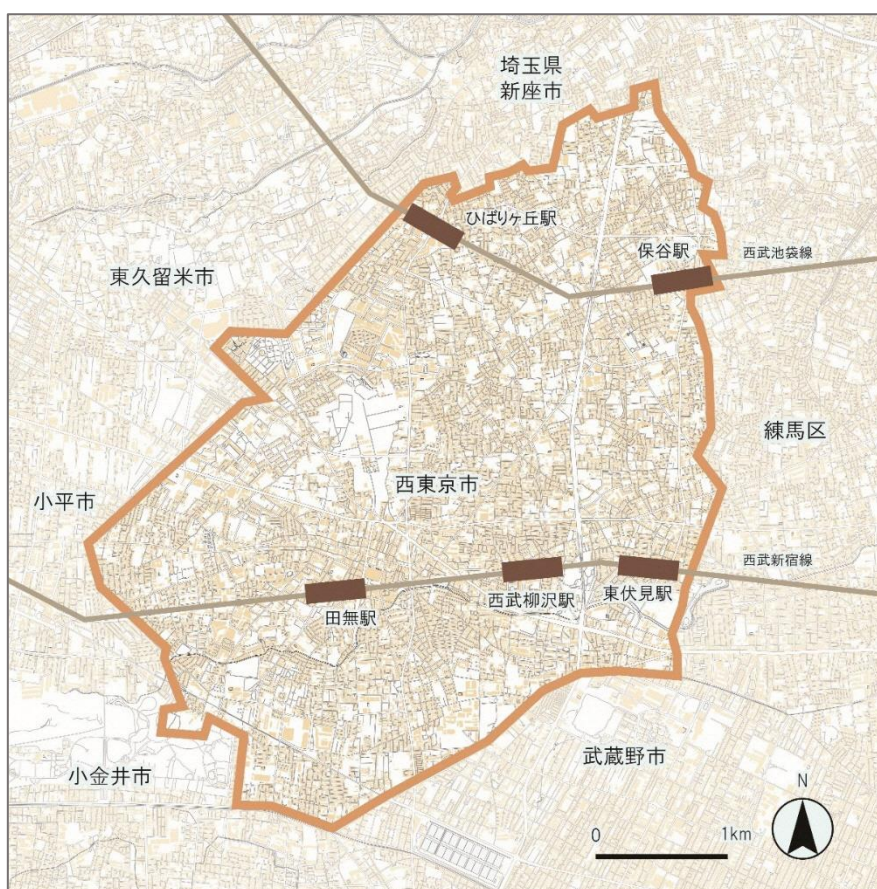 埼玉県
新座市
ひばりヶ丘駅
保谷駅
西武池袋線
東久留米市
練馬区
西東京市
小平市
西武新宿線
田無駅
西武柳沢駅
東伏見駅
武蔵野市
小金井市
N
0
1km